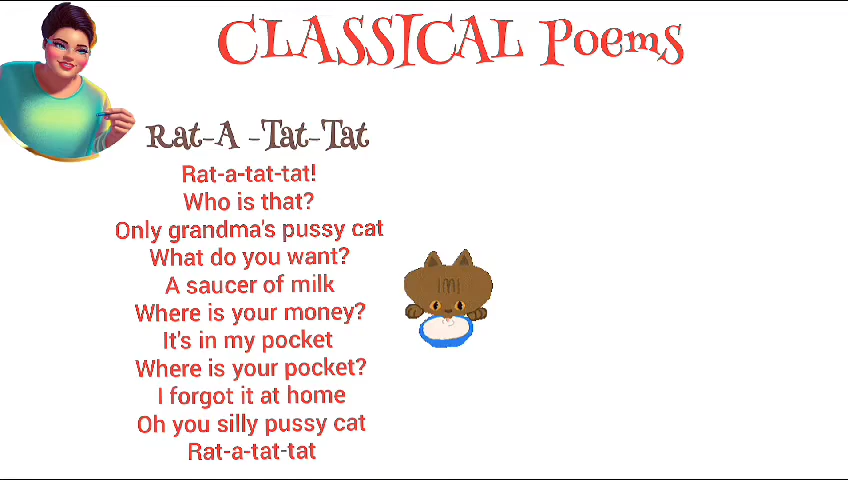 CLASSICAL Poems
Rat-A -Tat-Tat
Rat-a-tat-tat!
Who is that?
Only grandma's pussy cat
What do you want?
A saucer of milk
Where is your money?
It's in my pocket
Where is your pocket?
I forgot it at home
Oh you silly pussy cat
Rat-a-tat-tat